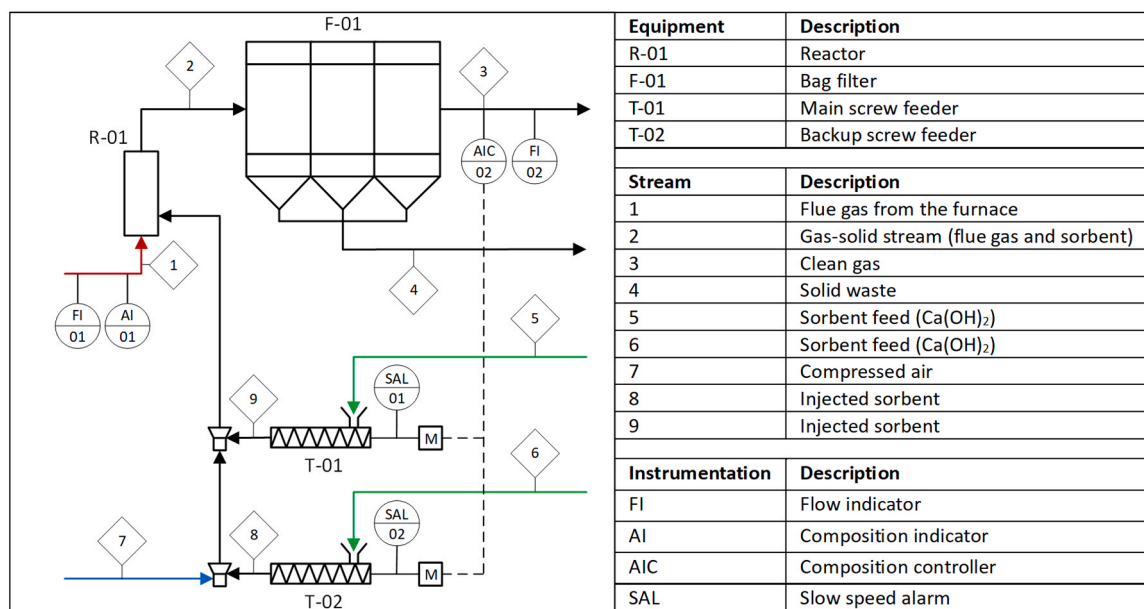 F-01
2
3
R-01
AIC
02
FI
02
1
4
FI
01
AI
01
5
SAL
01
9
M
T-01
6
SAL
02
7
8
M
T-02
Equipment Description
R-01 Reactor
F-01 Bag filter
T-01 Main screw feeder
T-02 Backup screw feeder
Stream Description
1 Flue gas from the furnace
2 Gas-solid stream (flue gas and sorbent)
3 Clean gas
4 Solid waste
5 Sorbent feed (Ca(OH)₂)
6 Sorbent feed (Ca(OH)₂)
7 Compressed air
8 Injected sorbent
9 Injected sorbent
Instrumentation Description
FI Flow indicator
AI Composition indicator
AIC Composition controller
SAL Slow speed alarm